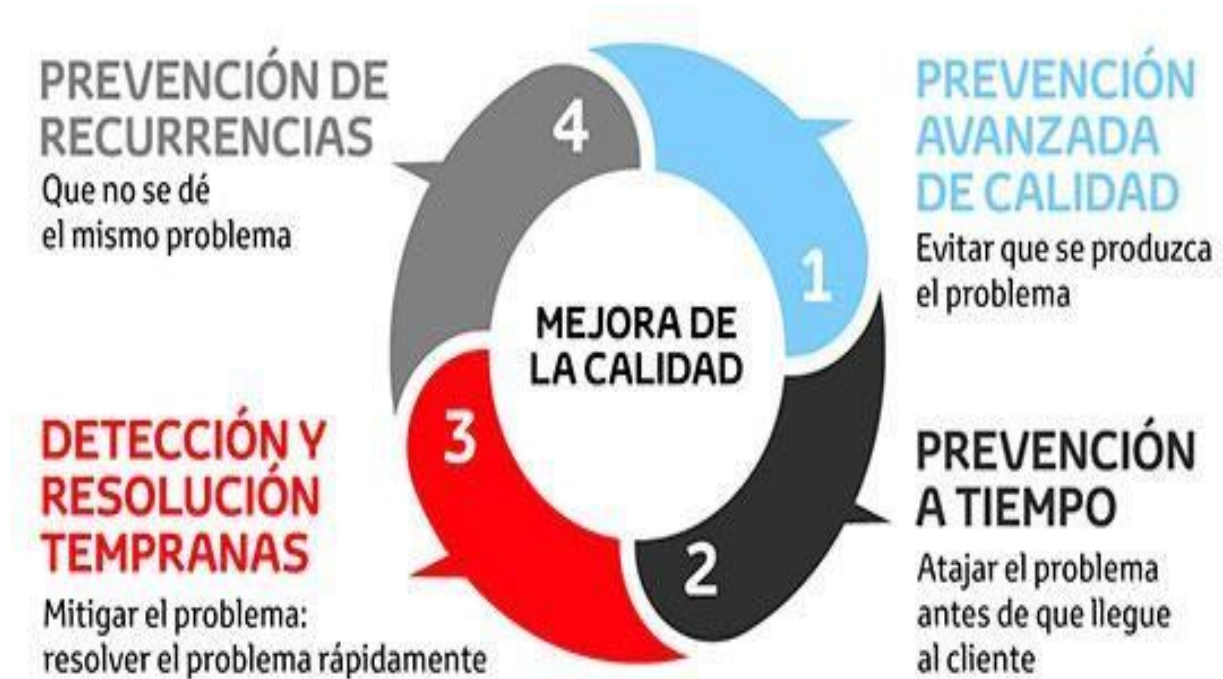 PREVENCIÓN DE
RECURRENCIAS
Que no se dé
el mismo problema
4
PREVENCIÓN
AVANZADA
DE CALIDAD
Evitar que se produzca
el problema
1
MEJORA DE
LA CALIDAD
DETECCIÓN Y
RESOLUCIÓN
TEMPRANAS
Mitigar el problema:
resolver el problema rápidamente
3
2
PREVENCIÓN
A TIEMPO
Atajar el problema
antes de que llegue
al cliente